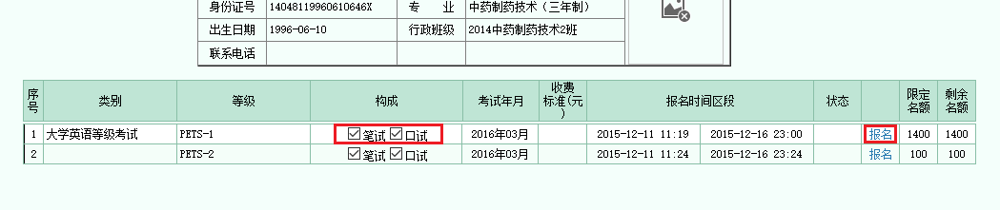 身份证号 14048119960610646X 专 业 中药制药技术（三年制）
出生日期 1996-06-10 行政班级 2014中药制药技术2班
联系电话
序号 类别 等级 构成 考试年月 收费标准(元) 报名时间区段 状态 限定名额 剩余名额
1 大学英语等级考试 PETS-1 笔试 口试 2016年03月 2015-12-11 11:19 2015-12-16 23:00 报名 1400 1400
2 PETS-2 笔试 口试 2016年03月 2015-12-11 11:24 2015-12-16 23:24 报名 100 100